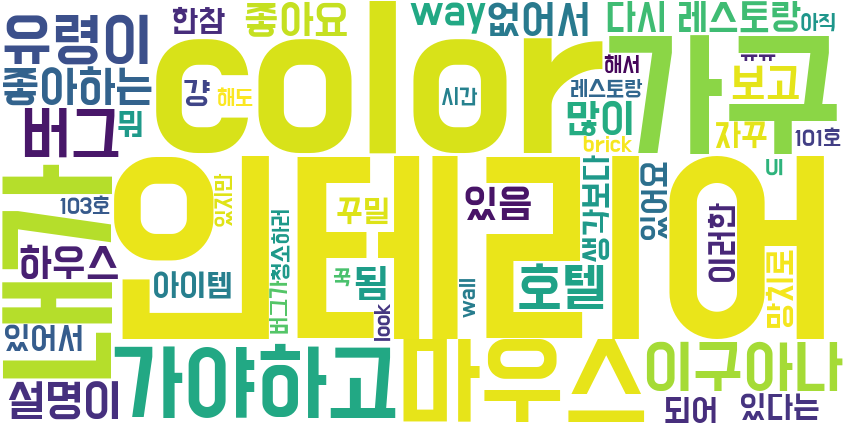 유령이
한참
좋아요
way
없어서
다시
레스토랑
아직
color
가구
좋아하는
걍
해도
시간
해서
레스토랑
ㅠㅠ
보고
버그
뭐
많이
자꾸
101호
brick
UI
내가
인테리어
103호
있지만
꾸밀
있음
생각보다
있어
이러한
하우스
아이템
버그가
청소하러
꼭
됨
look
wall
호텔
망치로
있어서
설명이
가야하고
마우스
이구아나
되어
있다는